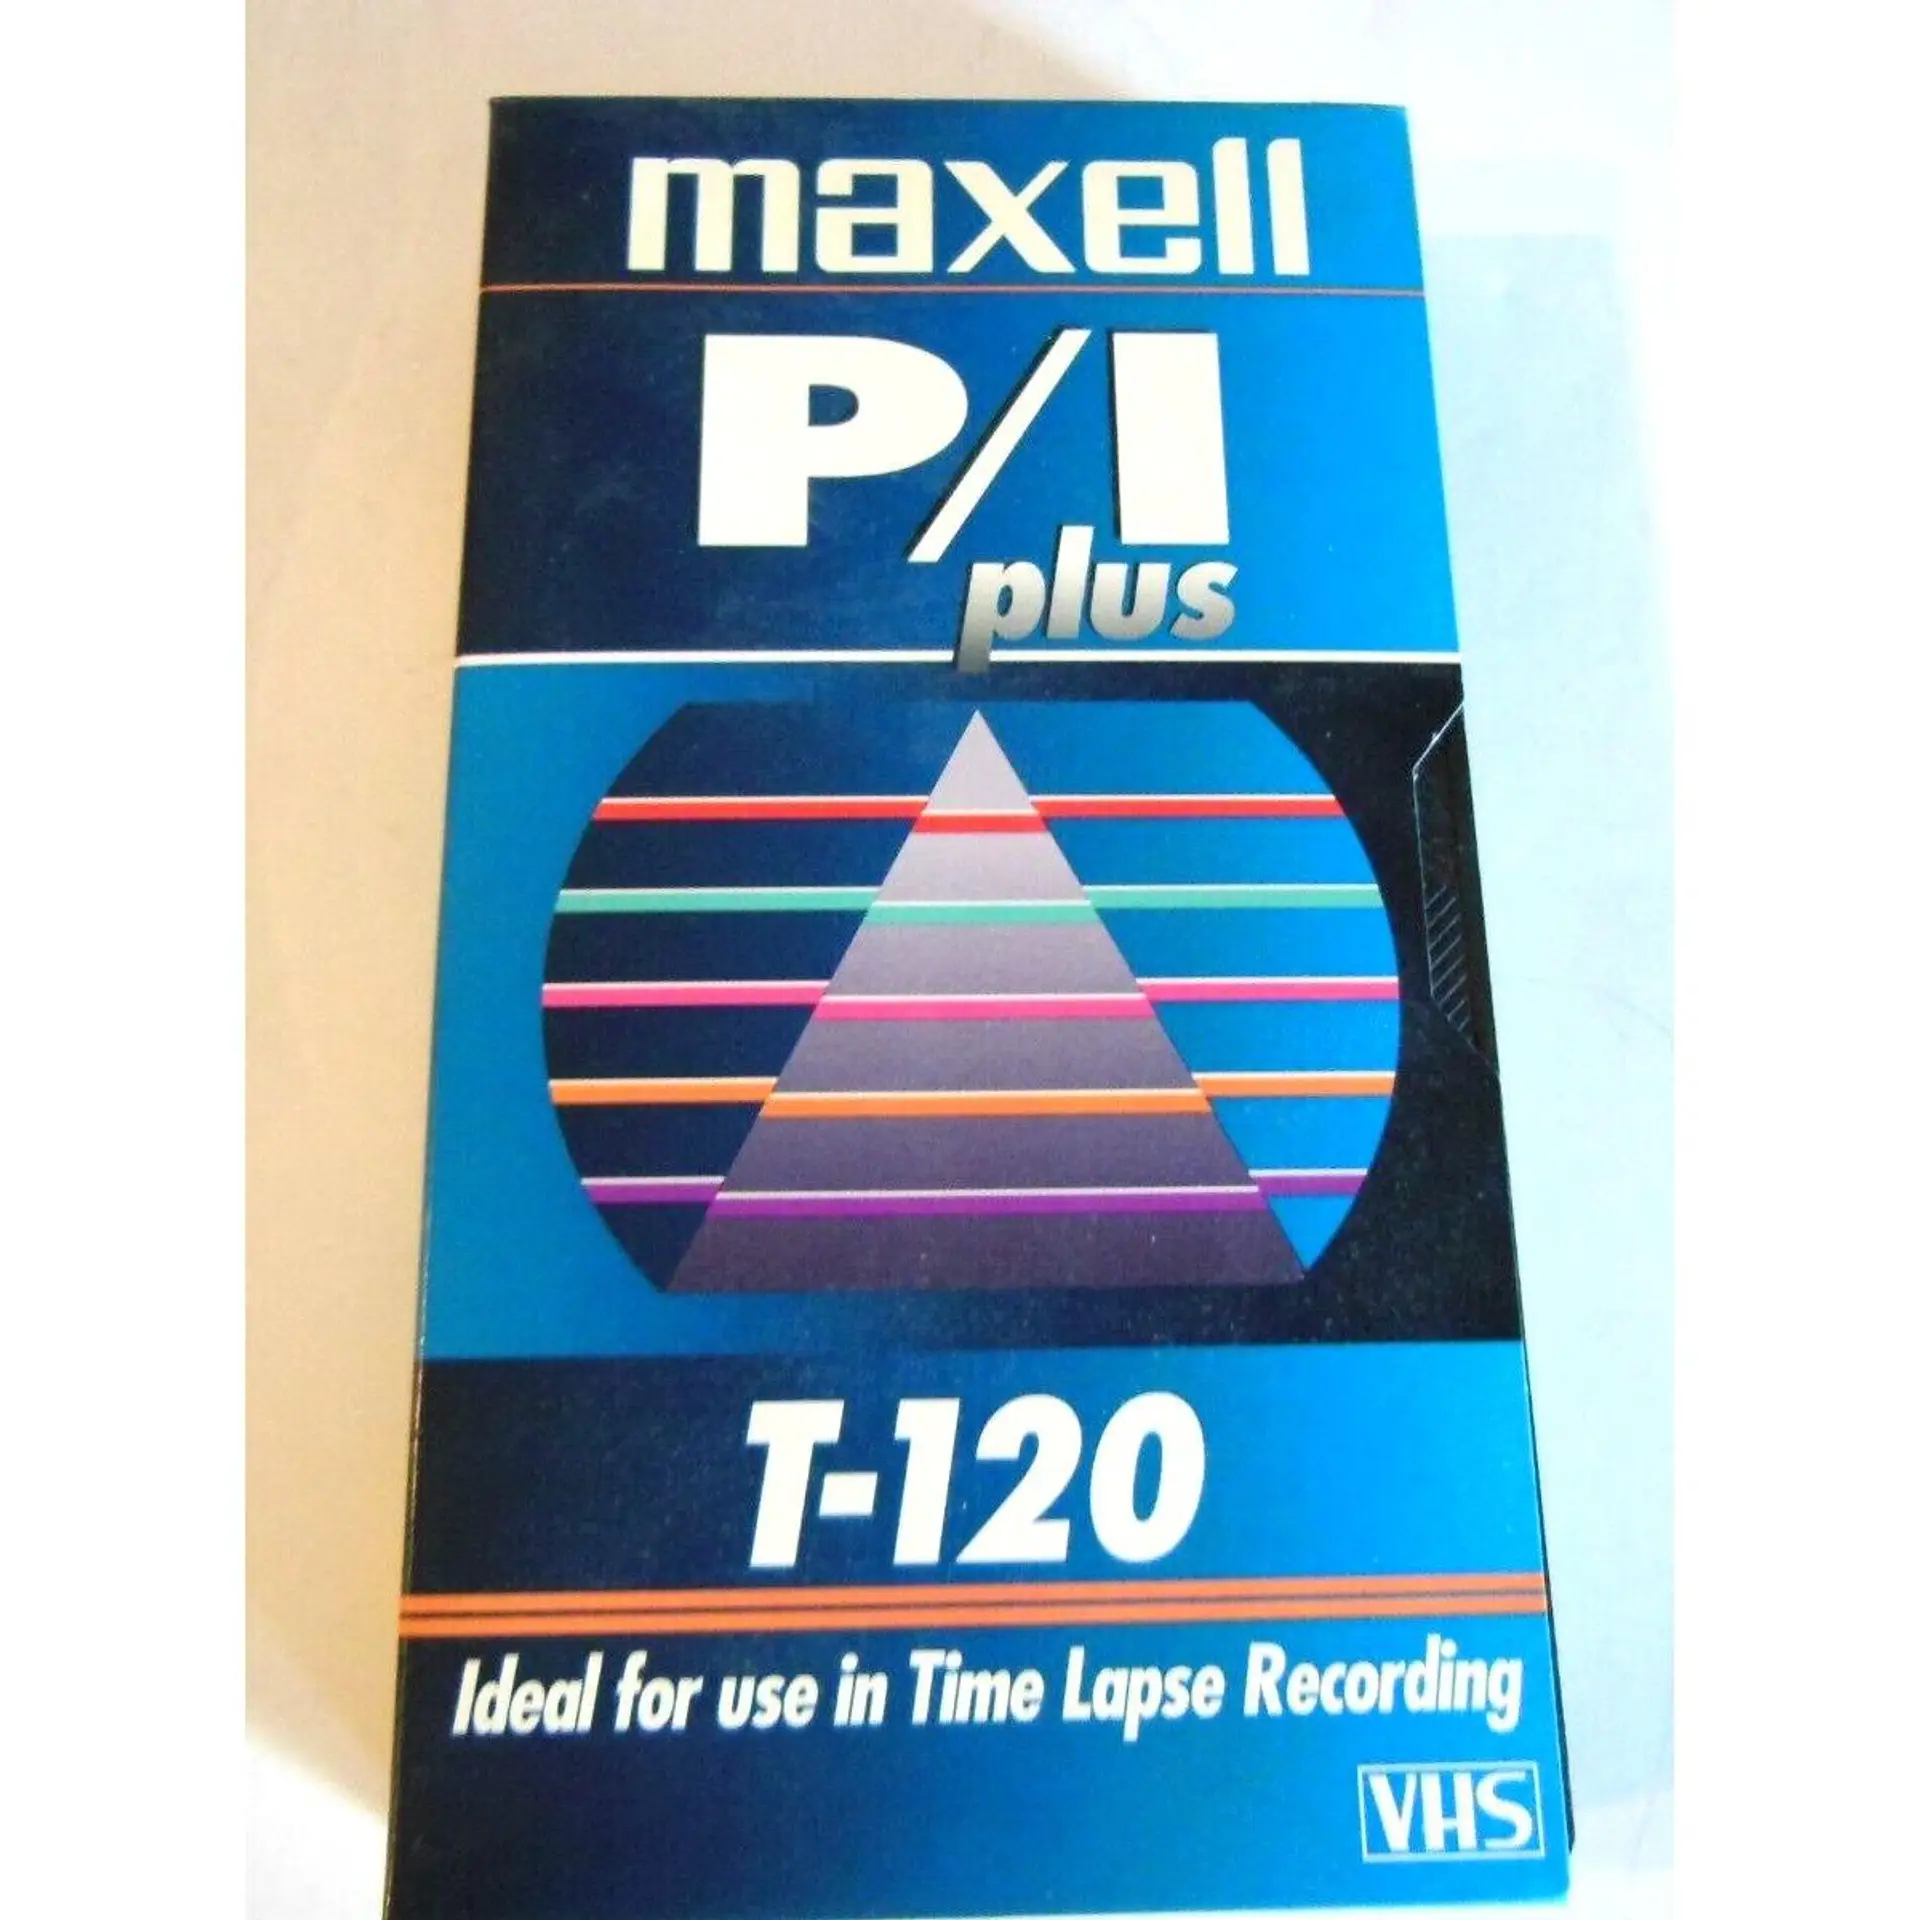 maxell
P/I
plus
T-120
Ideal for use in Time Lapse Recording
VHS